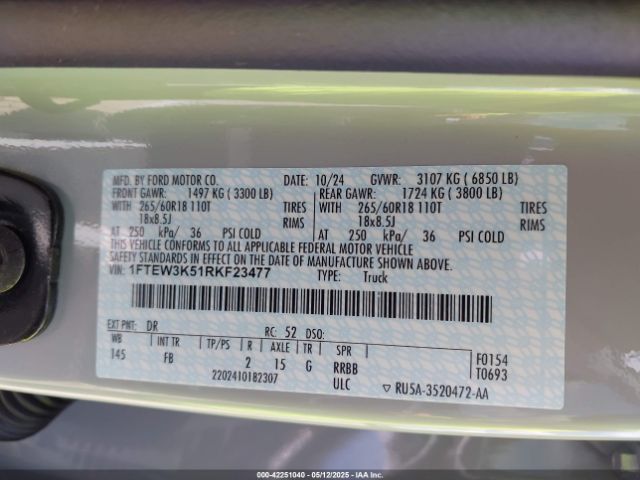 MFD. BY FORD MOTOR CO. DATE: 10/24 GVWR: 3107 KG ( 6850 LB)
FRONT GAWR: 1497 KG ( 3300 LB) REAR GAWR: 1724 KG ( 3800 LB)
WITH 265/60R18 110T TIRES WITH 265/60R18 110T TIRES
18x8.5J RIMS 18x8.5J RIMS
AT 250 kPa/ 36 PSI COLD AT 250 kPa/ 36 PSI COLD
THIS VEHICLE CONFORMS TO ALL APPLICABLE FEDERAL MOTOR VEHICLE
SAFETY STANDARDS IN EFFECT ON THE DATE OF MANUFACTURE SHOWN ABOVE.
VIN: 1FTEW3K51RKF23477 TYPE: Truck
EXT PNT: DR RC: 52 DSO:
WB INT TR TP/PS R AXLE TR SPR F0154
145 FB 2 15 G RRBB T0693
2202410182307 ULC RU5A-3520472-AA
000-42251040 - 05/12/2025 - Copyright © 2025 IAA, Inc. All Rights Reserved.